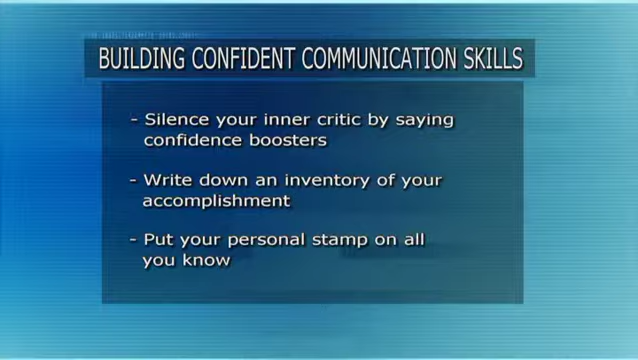 BUILDING CONFIDENT COMMUNICATION SKILLS
- Silence your inner critic by saying
confidence boosters
- Write down an inventory of your
accomplishment
- Put your personal stamp on all
you know